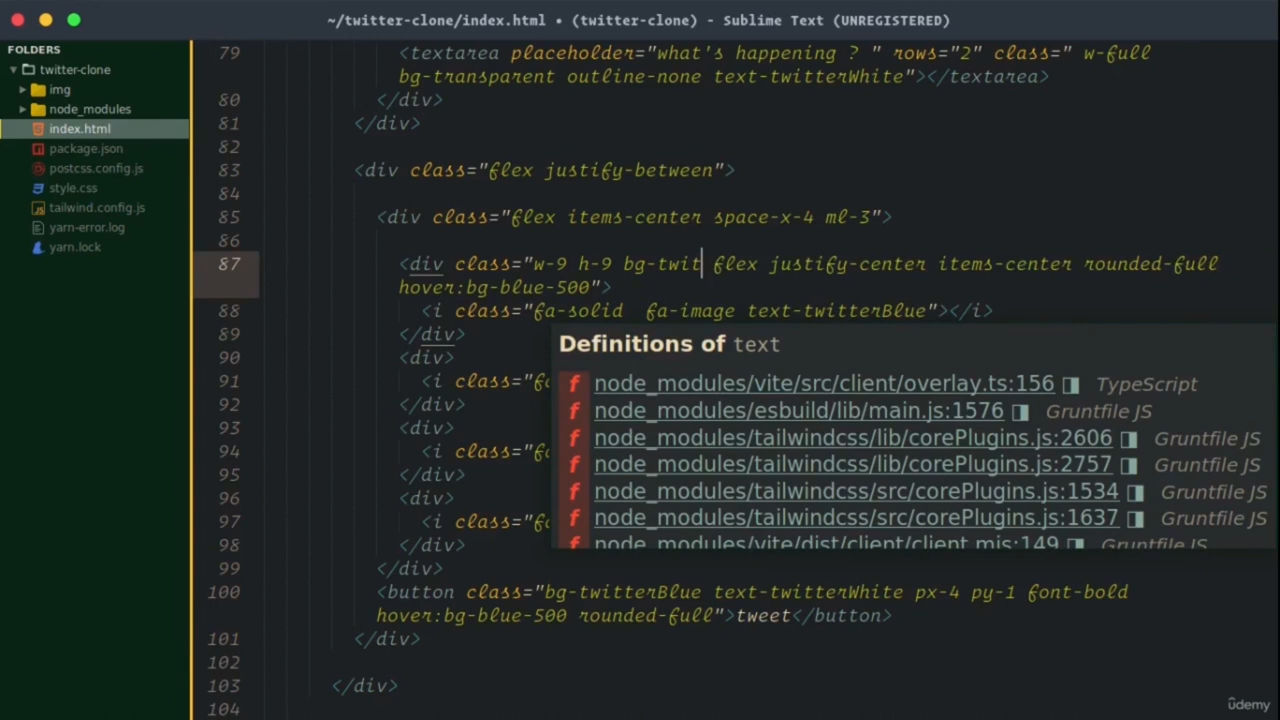 ~/twitter-clone/index.html • (twitter-clone) - Sublime Text (UNREGISTERED)
FOLDERS
twitter-clone
img
node_modules
index.html
package.json
postcss.config.js
style.css
tailwind.config.js
yarn-error.log
yarn.lock
79 <textarea placeholder="what's happening ? " rows="2" class=" w-full
bg-transparent outline-none text-twitterWhite"></textarea>
80 </div>
81 </div>
82
83 <div class="flex justify-between">
84
85 <div class="flex items-center space-x-4 ml-3">
86
87 <div class="w-9 h-9 bg-twit flex justify-center items-center rounded-full
hover:bg-blue-500">
88 <i class="fa-solid  fa-image text-twitterBlue"></i>
89 </div>
90 <div>
91 <i class="fa
92 </div>
93 <div>
94 <i class="fa
95 </div>
96 <div>
97 <i class="fa
98 </div>
99 </div>
100 <button class="bg-twitterBlue text-twitterWhite px-4 py-1 font-bold
hover:bg-blue-500 rounded-full">tweet</button>
101 </div>
102
103 </div>
104
Definitions of text
f node_modules/vite/src/client/overlay.ts:156 TypeScript
f node_modules/esbuild/lib/main.js:1576 Gruntfile JS
f node_modules/tailwindcss/lib/corePlugins.js:2606 Gruntfile JS
f node_modules/tailwindcss/lib/corePlugins.js:2757 Gruntfile JS
f node_modules/tailwindcss/src/corePlugins.js:1534 Gruntfile JS
f node_modules/tailwindcss/src/corePlugins.js:1637 Gruntfile JS
f node_modules/vite/dist/client/client.mjs:149 Gruntfile JS
ûdemy